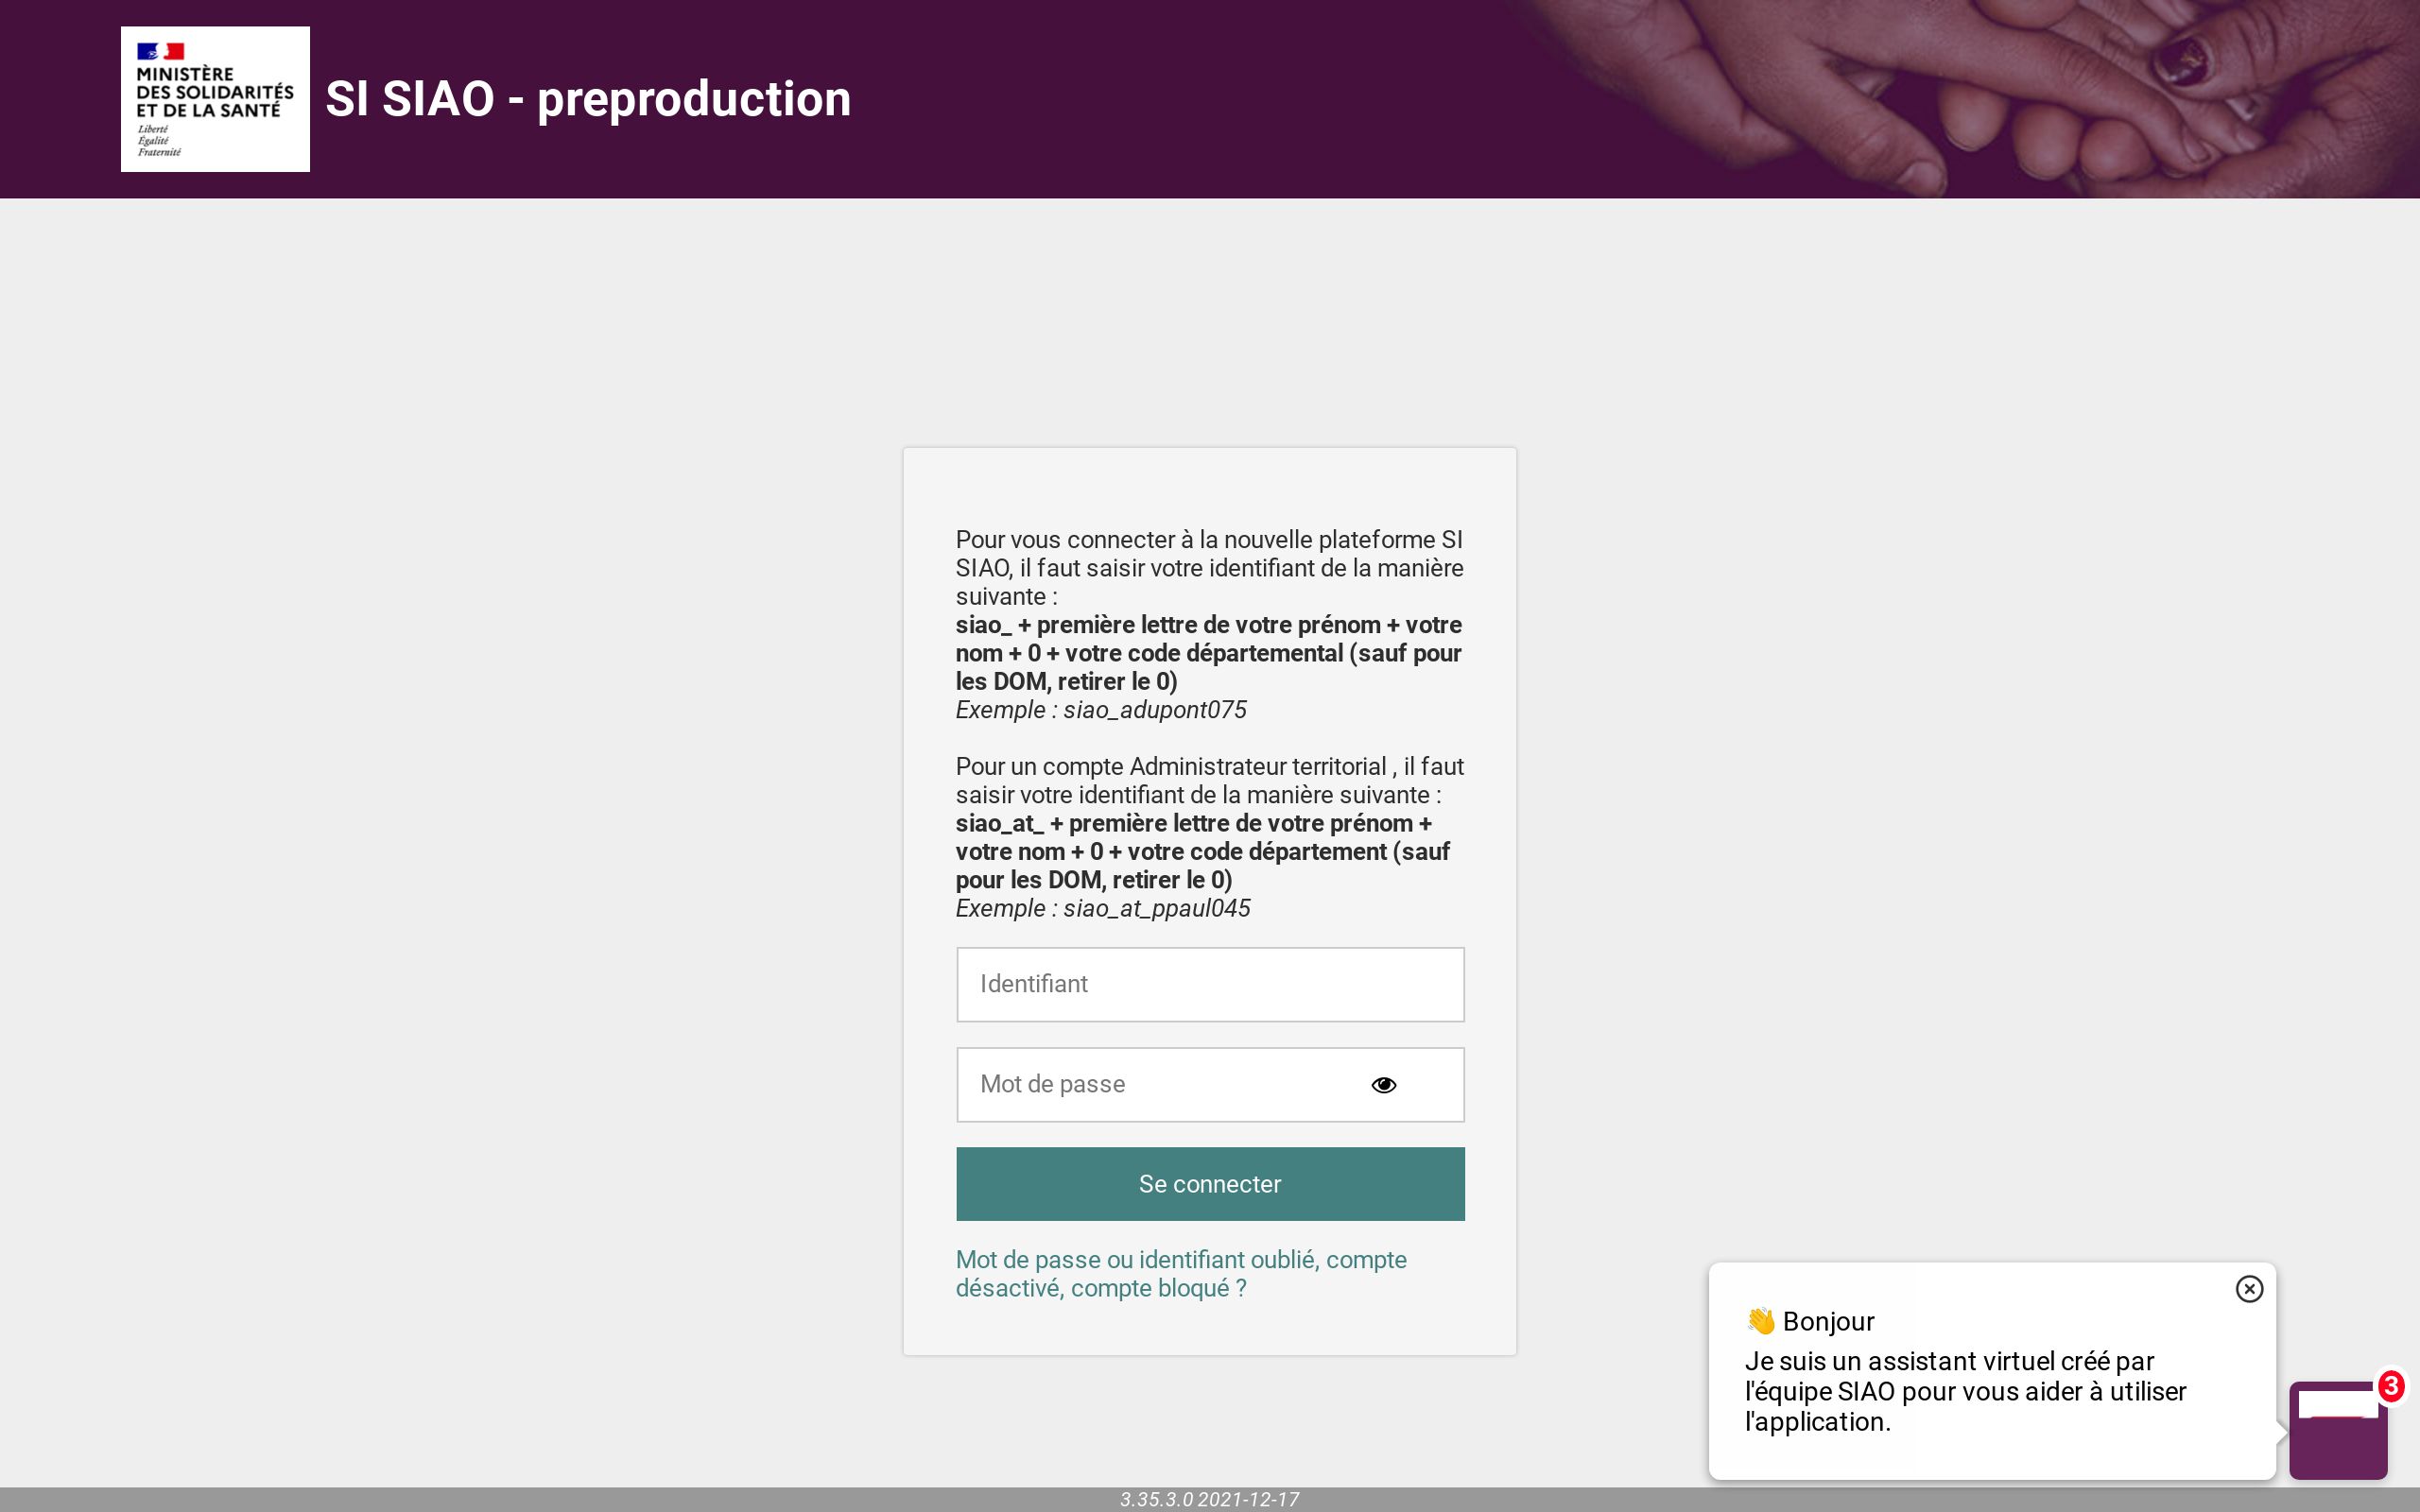 MINISTÈRE
DES SOLIDARITÉS
ET DE LA SANTÉ
Liberté
Égalité
Fraternité
SI SIAO - preproduction
Pour vous connecter à la nouvelle plateforme SI
SIAO, il faut saisir votre identifiant de la manière
suivante :
siao_ + première lettre de votre prénom + votre
nom + 0 + votre code départemental (sauf pour
les DOM, retirer le 0)
Exemple : siao_adupont075
Pour un compte Administrateur territorial , il faut
saisir votre identifiant de la manière suivante :
siao_at_ + première lettre de votre prénom +
votre nom + 0 + votre code département (sauf
pour les DOM, retirer le 0)
Exemple : siao_at_ppaul045
Identifiant
Mot de passe
Se connecter
Mot de passe ou identifiant oublié, compte
désactivé, compte bloqué ?
👋 Bonjour
Je suis un assistant virtuel créé par
l'équipe SIAO pour vous aider à utiliser
l'application.
3
3.35.3.0 2021-12-17